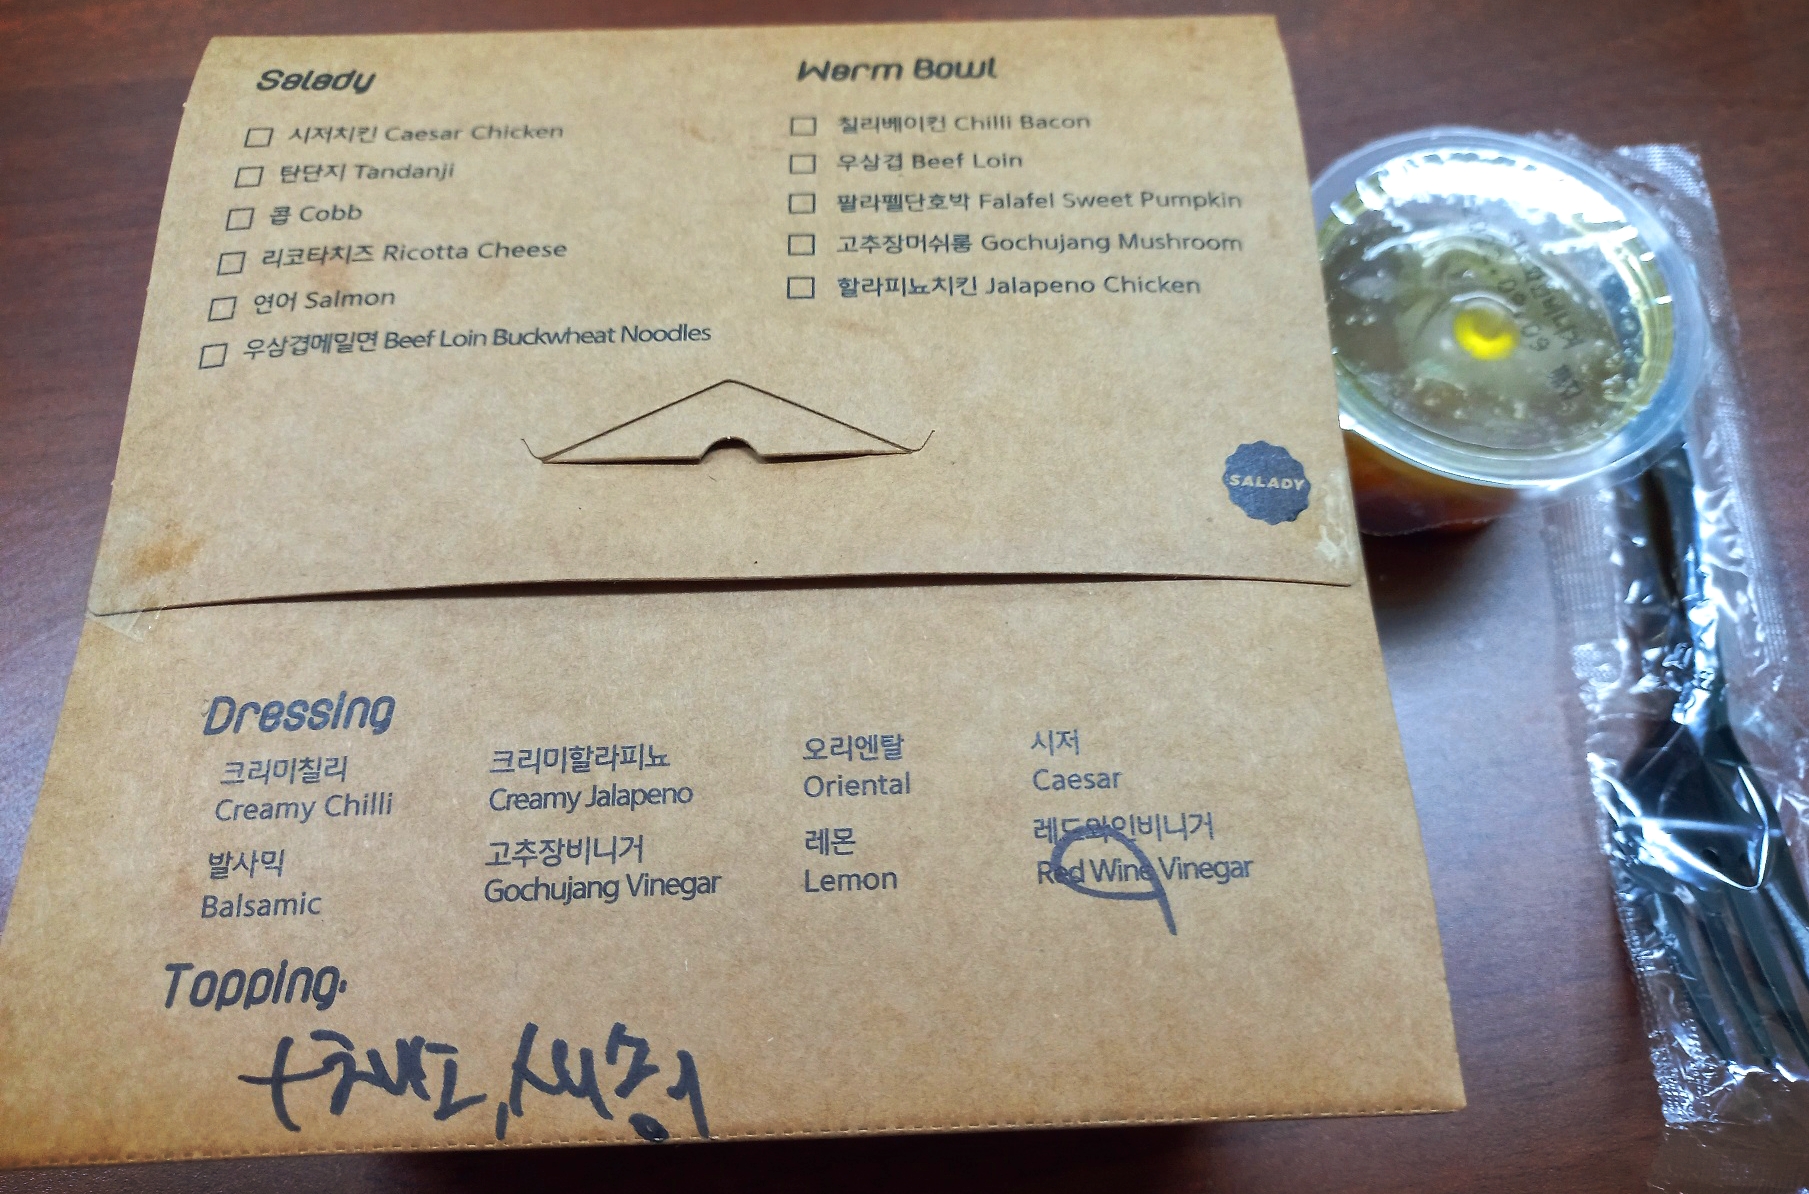 Salady
시저치킨 Caesar Chicken
탄단지 Tandanji
콥 Cobb
리코타치즈 Ricotta Cheese
연어 Salmon
우삼겹메밀면 Beef Loin Buckwheat Noodles
Warm Bowl
칠리베이컨 Chilli Bacon
우삼겹 Beef Loin
팔라펠단호박 Falafel Sweet Pumpkin
고추장머쉬룸 Gochujang Mushroom
할라피뇨치킨 Jalapeno Chicken
SALADY
Dressing
크리미칠리
Creamy Chilli
크리미할라피뇨
Creamy Jalapeno
오리엔탈
Oriental
시저
Caesar
발사믹
Balsamic
고추장비니거
Gochujang Vinegar
레몬
Lemon
레드와인비니거
Red Wine Vinegar
Topping.